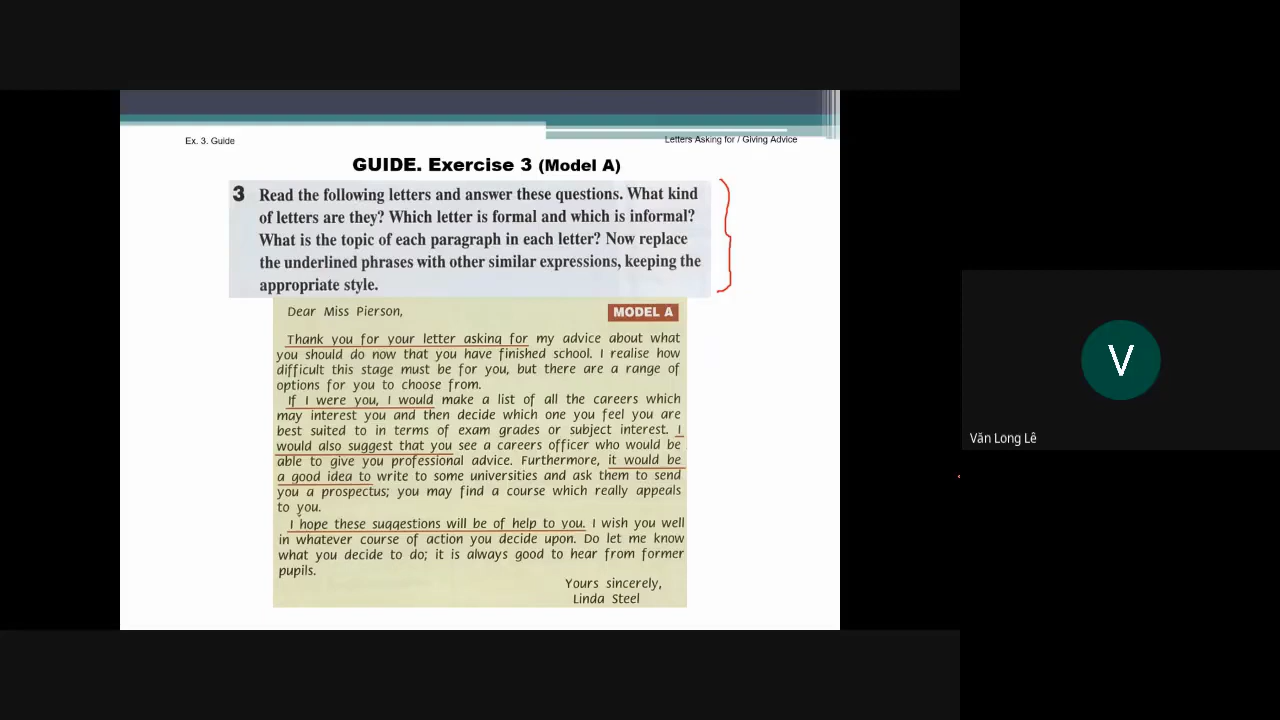 Ex. 3. Guide
Letters Asking for / Giving Advice
GUIDE. Exercise 3 (Model A)
3 Read the following letters and answer these questions. What kind
of letters are they? Which letter is formal and which is informal?
What is the topic of each paragraph in each letter? Now replace
the underlined phrases with other similar expressions, keeping the
appropriate style.
Dear Miss Pierson,
MODEL A
Thank you for your letter asking for my advice about what
you should do now that you have finished school. I realise how
difficult this stage must be for you, but there are a range of
options for you to choose from.
If I were you, I would make a list of all the careers which
may interest you and then decide which one you feel you are
best suited to in terms of exam grades or subject interest. I
would also suggest that you see a careers officer who would be
able to give you professional advice. Furthermore, it would be
a good idea to write to some universities and ask them to send
you a prospectus; you may find a course which really appeals
to you.
I hope these suggestions will be of help to you. I wish you well
in whatever course of action you decide upon. Do let me know
what you decide to do; it is always good to hear from former
pupils.
Yours sincerely,
Linda Steel
V
Văn Long Lê